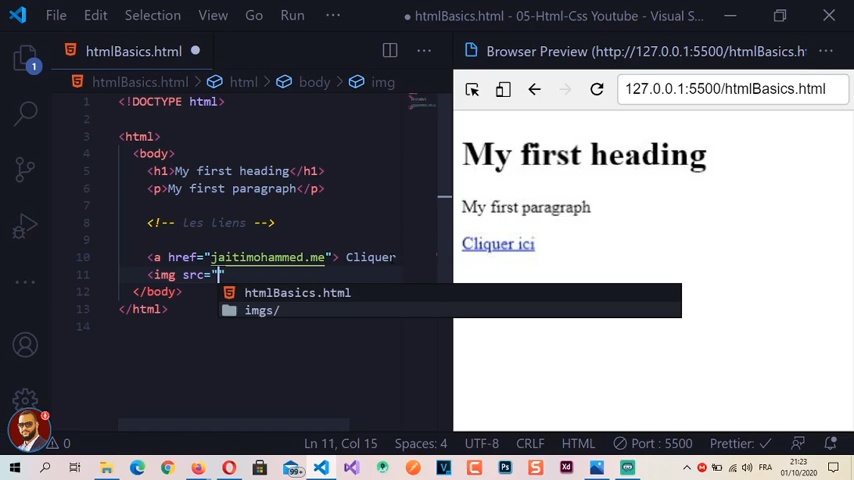 File Edit Selection View Go Run ··· ● htmlBasics.html - 05-Html-Css Youtube - Visual S...
htmlBasics.html ●
Browser Preview (http://127.0.0.1:5500/htmlBasics.htm
htmlBasics.html > html > body > img
127.0.0.1:5500/htmlBasics.html
1 <!DOCTYPE html>
2
3 <html>
4 <body>
5 <h1>My first heading</h1>
6 <p>My first paragraph</p>
7
8 <!-- les liens -->
9
10 <a href="jaitimohammed.me"> Cliquer
11 <img src=""
12 </body>
13 </html>
14
htmlBasics.html
imgs/
My first heading
My first paragraph
Cliquer ici
1
0
Ln 11, Col 15 Spaces: 4 UTF-8 CRLF HTML Port : 5500 Prettier: ✓
99+
FRA
21:23
01/10/2020